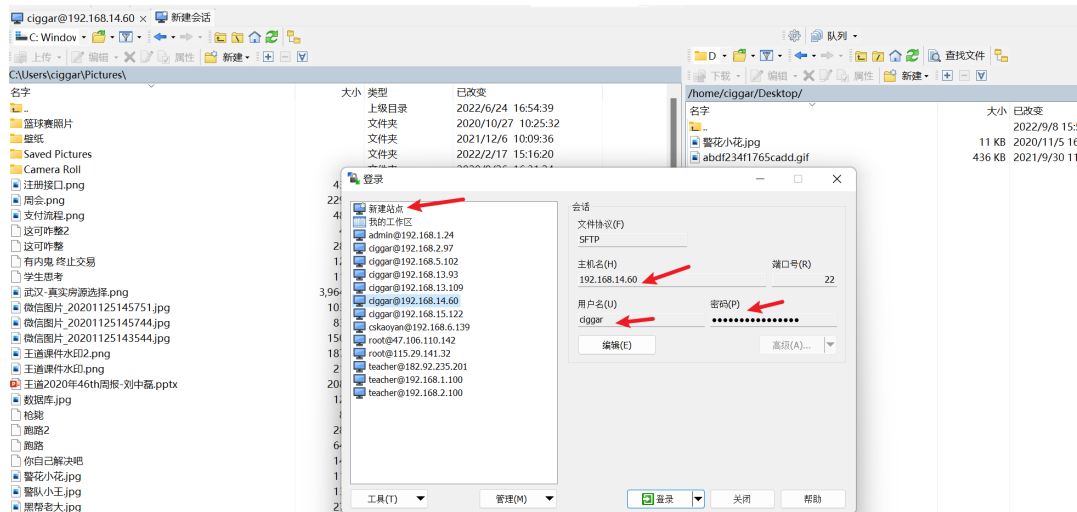 ciggar@192.168.14.60 × 新建会话
C: Windov
上传 编辑 属性 新建
C:\Users\ciggar\Pictures\
名字 大小 类型 已改变
.. 上级目录 2022/6/24 16:54:39
篮球赛照片 文件夹 2020/10/27 10:25:32
壁纸 文件夹 2021/12/6 10:09:36
Saved Pictures 文件夹 2022/2/17 15:16:20
Camera Roll
注册接口.png
周会.png 229
支付流程.png
这可咋整2
这可咋整
有内鬼 终止交易
学生思考
武汉-真实房源选择.png 3,964
微信图片_20201125145751.jpg
微信图片_20201125145744.jpg
微信图片_20201125143544.jpg
王道课件水印2.png
王道课件水印.png
王道2020年46th周报-刘中磊.pptx 208
数据库.jpg
枪毙
跑路2
跑路
你自己解决吧
警花小花.jpg
警队小王.jpg
黑帮老大.jpg
队列
D 查找文件
下载 编辑 属性 新建
/home/ciggar/Desktop/
名字 大小 已改变
.. 2022/9/8 15:
警花小花.jpg 11 KB 2020/11/5 16
abdf234f1765cadd.gif 436 KB 2021/9/30 11
登录
新建站点
我的工作区
admin@192.168.1.24
ciggar@192.168.2.97
ciggar@192.168.5.102
ciggar@192.168.13.93
ciggar@192.168.13.109
ciggar@192.168.14.60
ciggar@192.168.15.122
cskaoyan@192.168.6.139
root@47.106.110.142
root@115.29.141.32
teacher@182.92.235.201
teacher@192.168.1.100
teacher@192.168.2.100
会话
文件协议(F)
SFTP
主机名(H) 端口号(R)
192.168.14.60 22
用户名(U) 密码(P)
ciggar ●●●●●●●●●●●●●●●●
编辑(E) 高级(A)...
工具(T) 管理(M) 登录 关闭 帮助